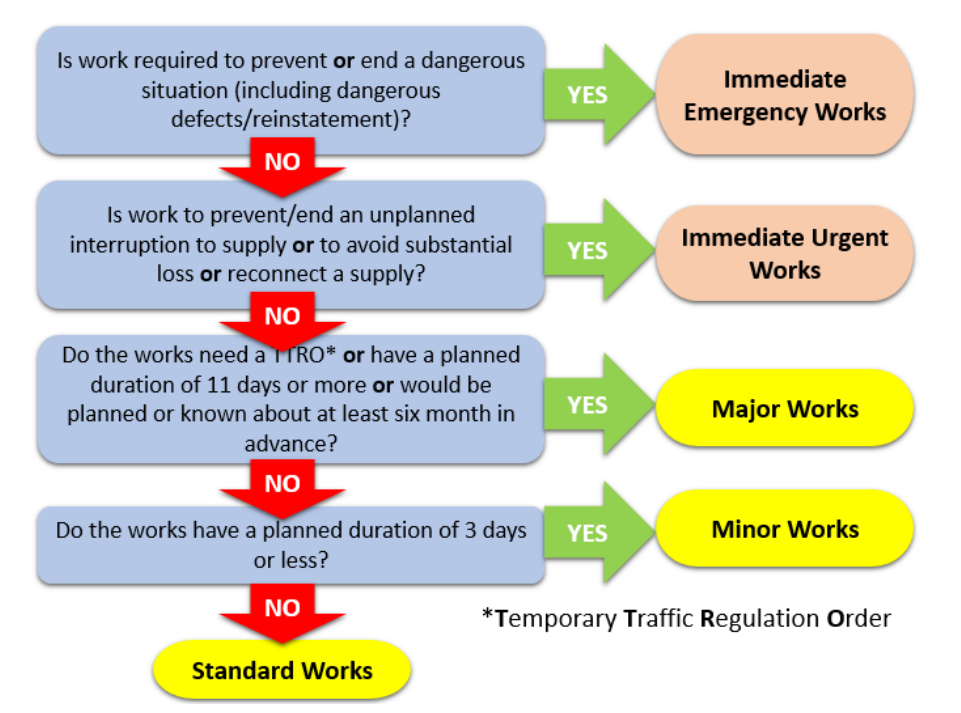 Is work required to prevent or end a dangerous
situation (including dangerous
defects/reinstatement)?
YES
Immediate
Emergency Works
NO
Is work to prevent/end an unplanned
interruption to supply or to avoid substantial
loss or reconnect a supply?
YES
Immediate Urgent
Works
NO
Do the works need a TTRO* or have a planned
duration of 11 days or more or would be
planned or known about at least six month in
advance?
YES
Major Works
NO
Do the works have a planned duration of 3 days
or less?
YES
Minor Works
NO
*Temporary Traffic Regulation Order
Standard Works